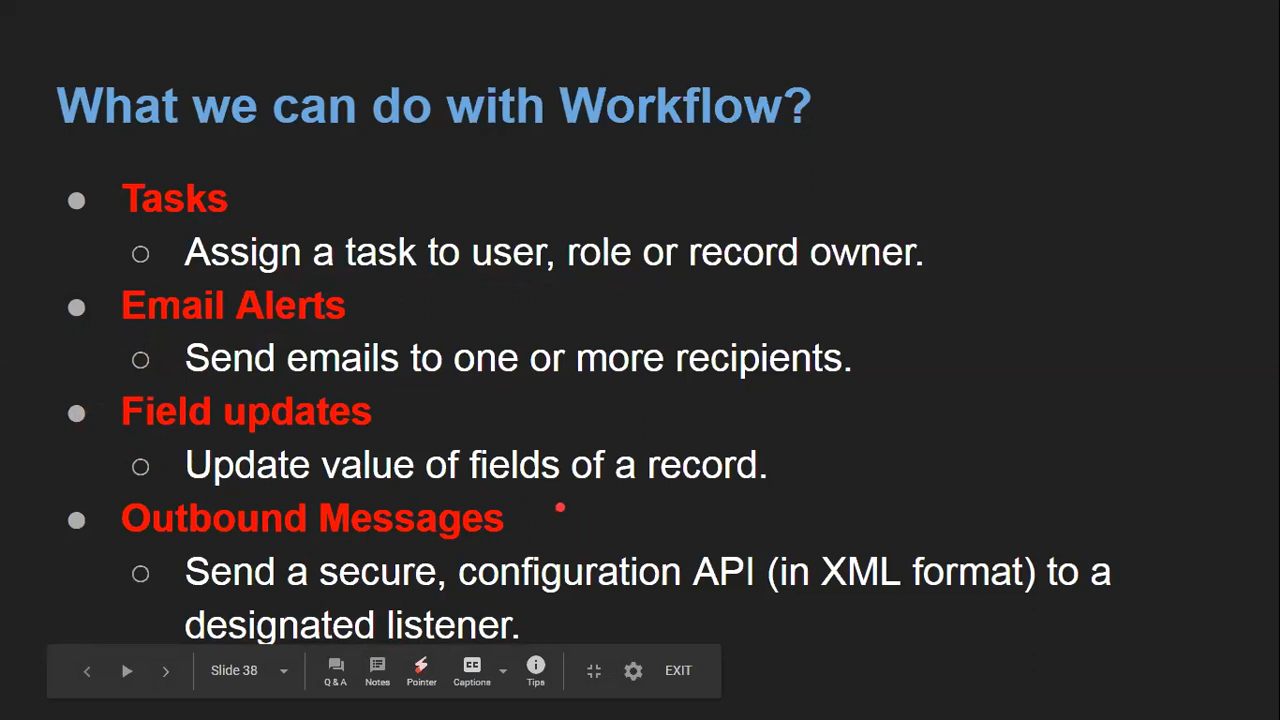 What we can do with Workflow?
● Tasks
○ Assign a task to user, role or record owner.
● Email Alerts
○ Send emails to one or more recipients.
● Field updates
○ Update value of fields of a record.
● Outbound Messages
○ Send a secure, configuration API (in XML format) to a
designated listener.
Slide 38
Q & A
Notes
Pointer
CC
Captions
Tips
EXIT